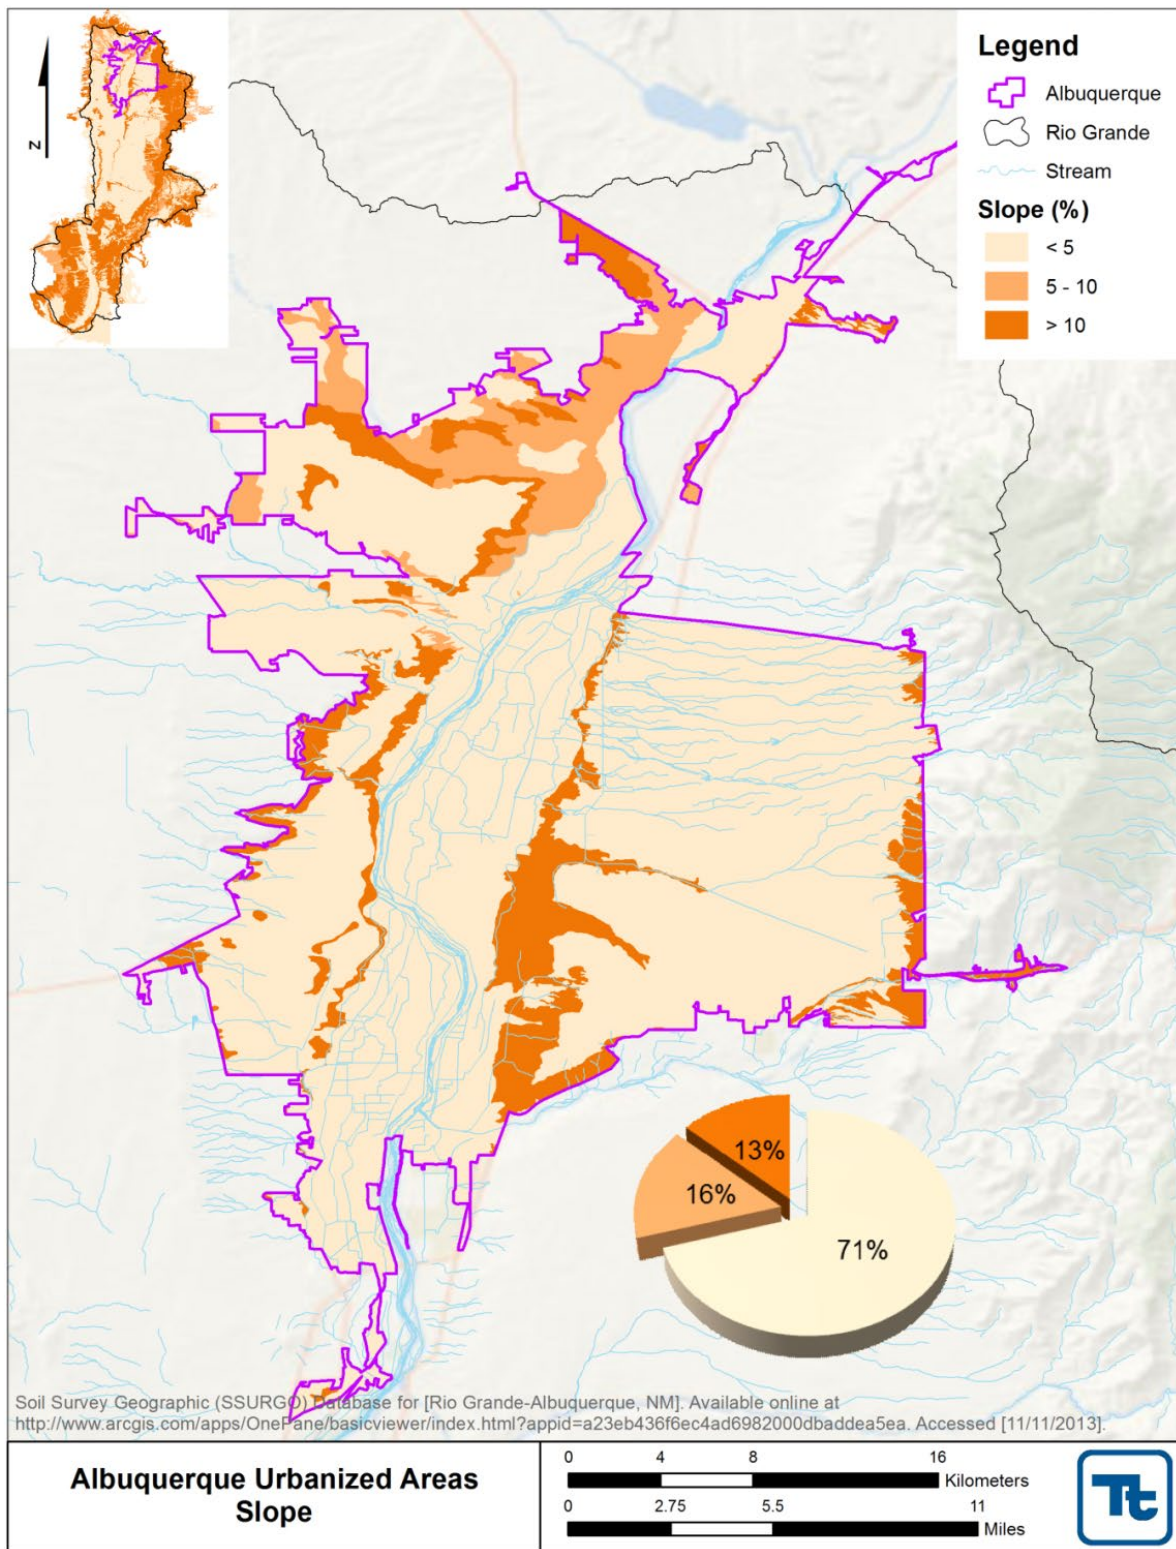 N
Legend
Albuquerque
Rio Grande
Stream
Slope (%)
< 5
5 - 10
> 10
13%
16%
71%
Soil Survey Geographic (SSURGO) Database for [Rio Grande-Albuquerque, NM]. Available online at
http://www.arcgis.com/apps/OnePane/basicviewer/index.html?appid=a23eb436f6ec4ad6982000dbaddea5ea. Accessed [11/11/2013].
Albuquerque Urbanized Areas
Slope
0 4 8 16
Kilometers
0 2.75 5.5 11
Miles
Tt